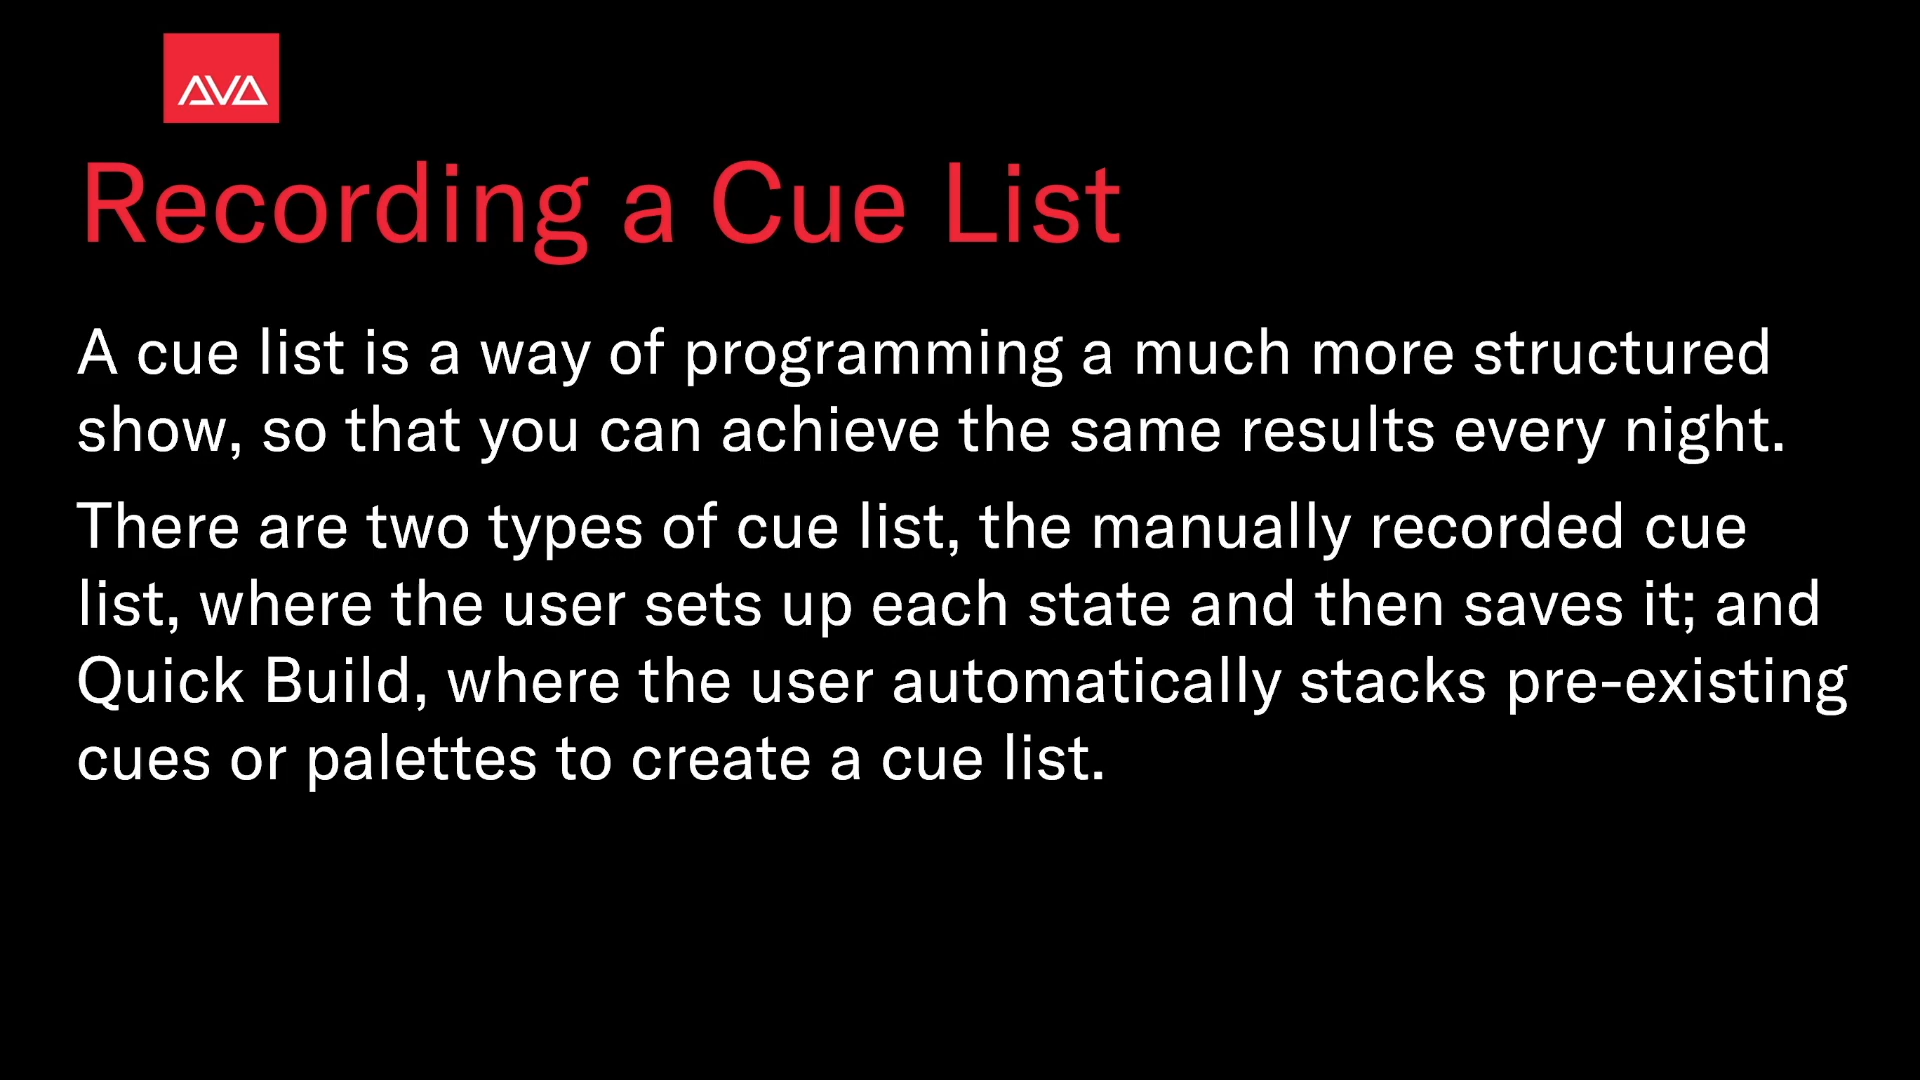 AVA
Recording a Cue List
A cue list is a way of programming a much more structured
show, so that you can achieve the same results every night.
There are two types of cue list, the manually recorded cue
list, where the user sets up each state and then saves it; and
Quick Build, where the user automatically stacks pre-existing
cues or palettes to create a cue list.